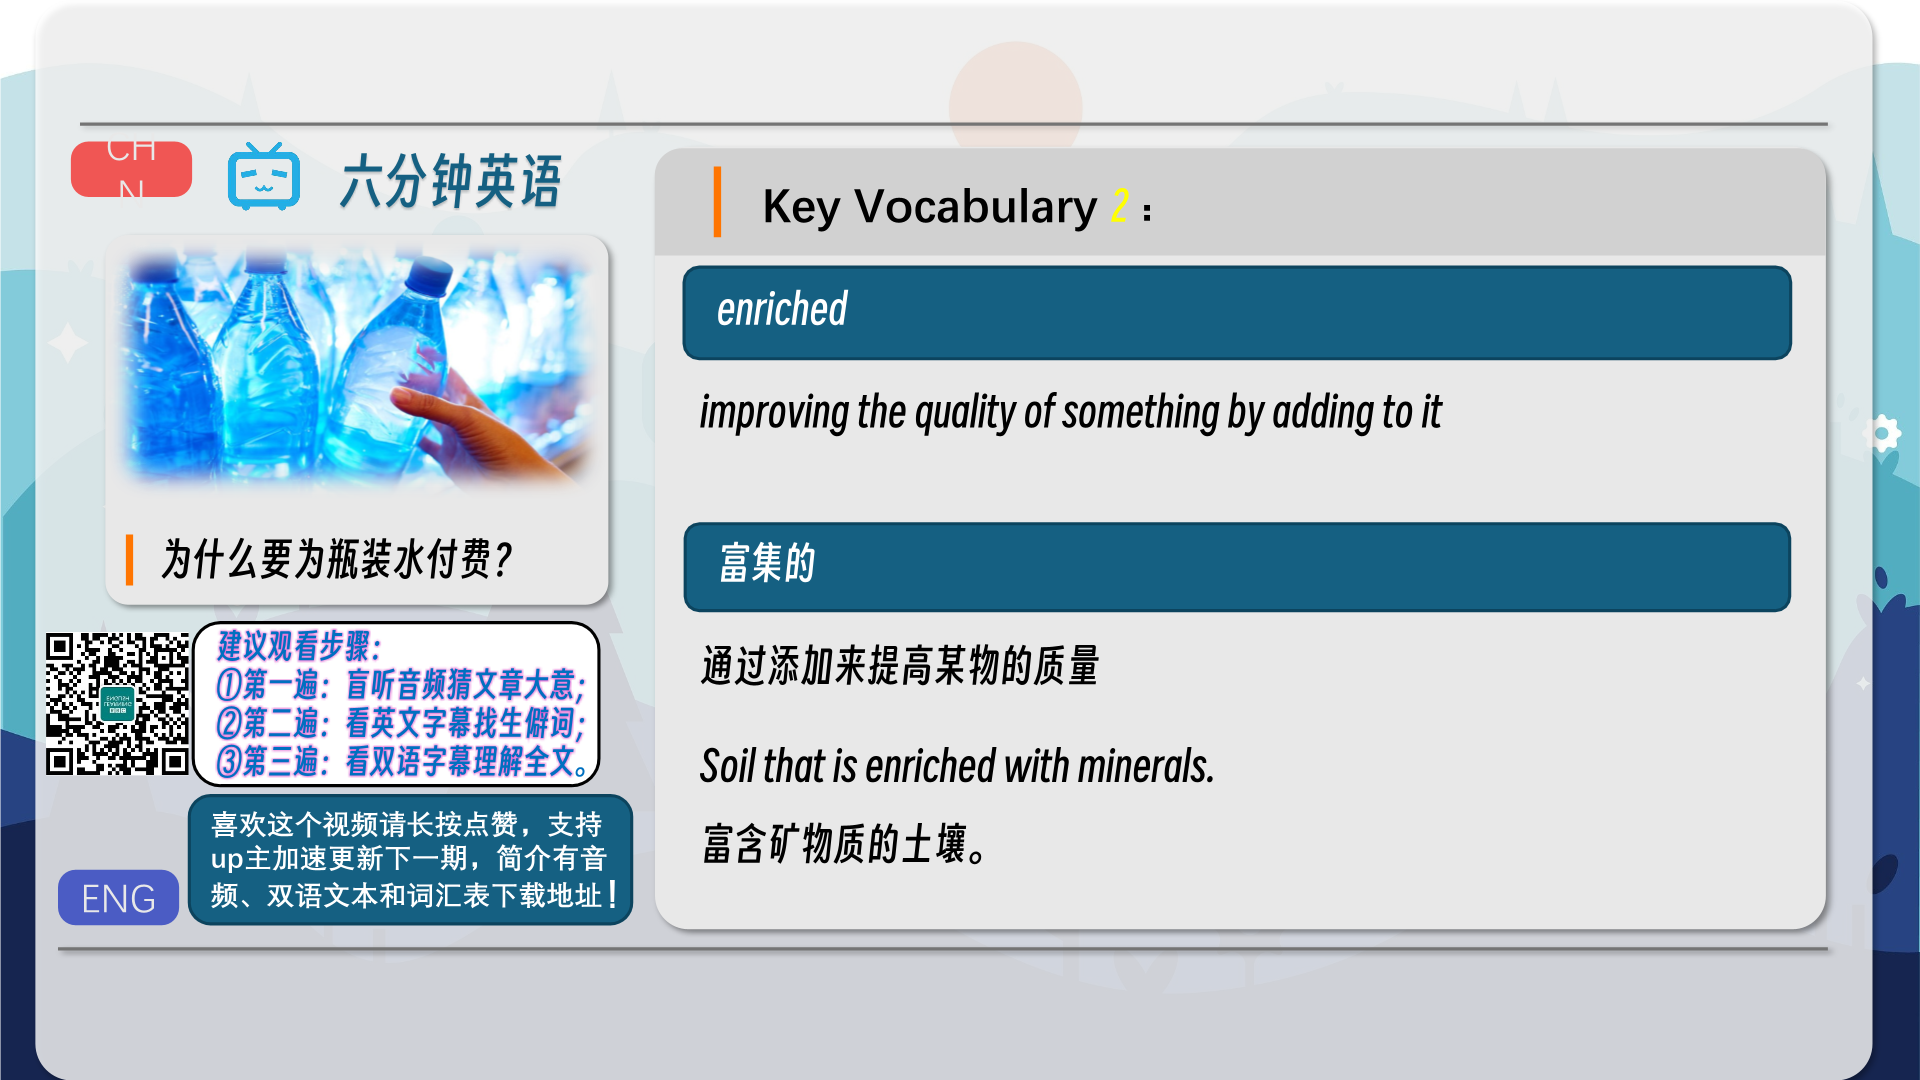 CH
N
六分钟英语
为什么要为瓶装水付费?
建议观看步骤:
①第一遍:盲听音频猜文章大意;
②第二遍:看英文字幕找生僻词;
③第三遍:看双语字幕理解全文。
喜欢这个视频请长按点赞,支持
up主加速更新下一期,简介有音
频、双语文本和词汇表下载地址!
ENG
Key Vocabulary 2:
enriched
improving the quality of something by adding to it
富集的
通过添加来提高某物的质量
Soil that is enriched with minerals.
富含矿物质的土壤。